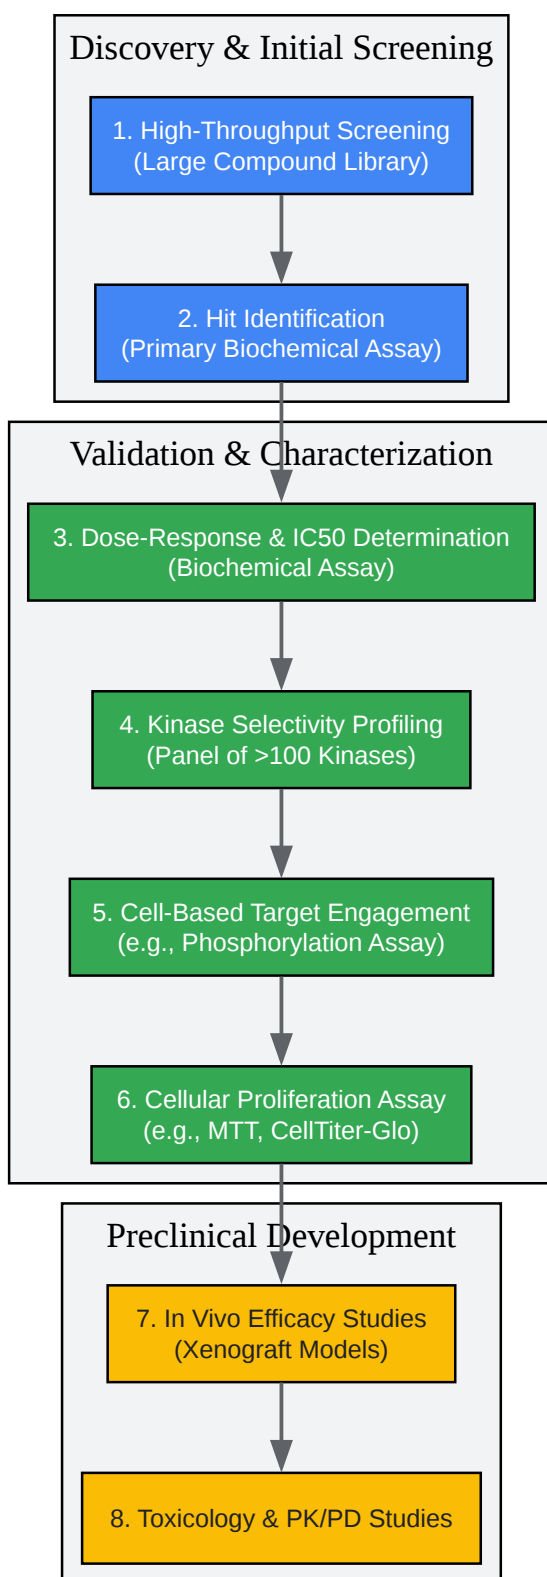 Discovery & Initial Screening
1. High-Throughput Screening
(Large Compound Library)
2. Hit Identification
(Primary Biochemical Assay)
Validation & Characterization
3. Dose-Response & IC50 Determination
(Biochemical Assay)
4. Kinase Selectivity Profiling
(Panel of >100 Kinases)
5. Cell-Based Target Engagement
(e.g., Phosphorylation Assay)
6. Cellular Proliferation Assay
(e.g., MTT, CellTiter-Glo)
Preclinical Development
7. In Vivo Efficacy Studies
(Xenograft Models)
8. Toxicology & PK/PD Studies